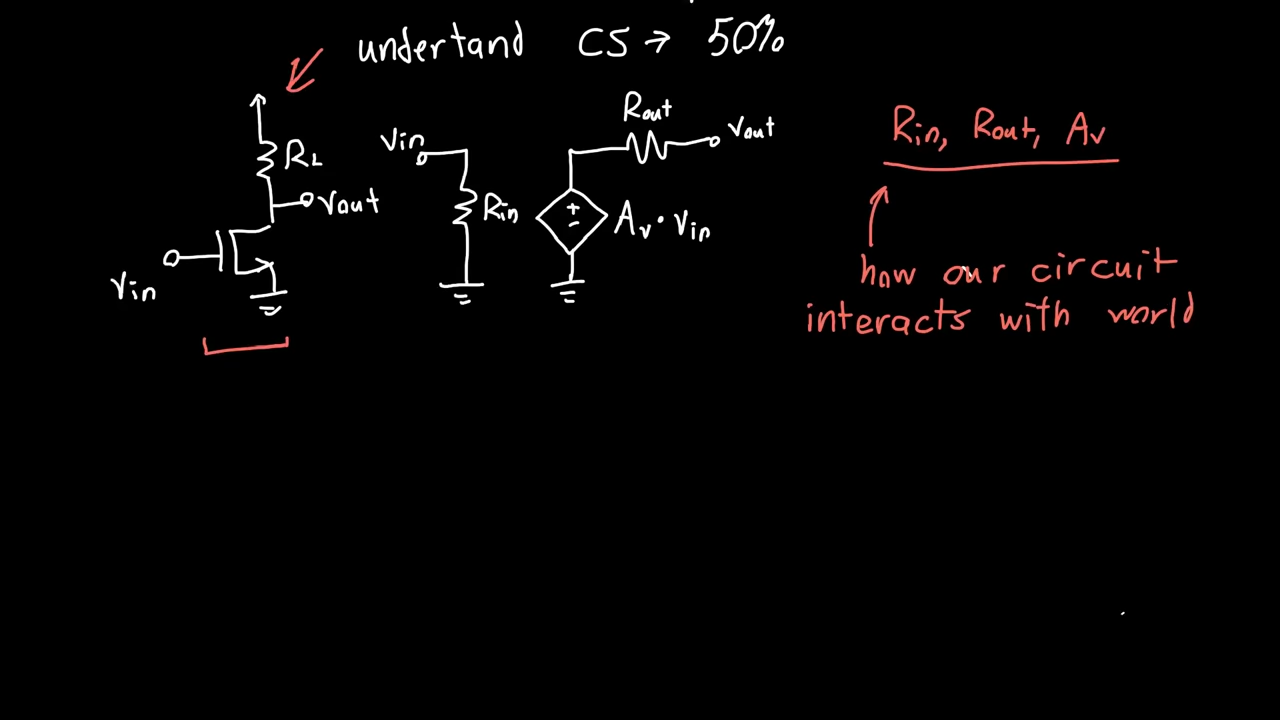 undertand CS → 50%
RL
Vout
Vin
Vin
Rin
Rout
Vout
+
-
Av · Vin
Rin, Rout, Av
how our circuit
interacts with world